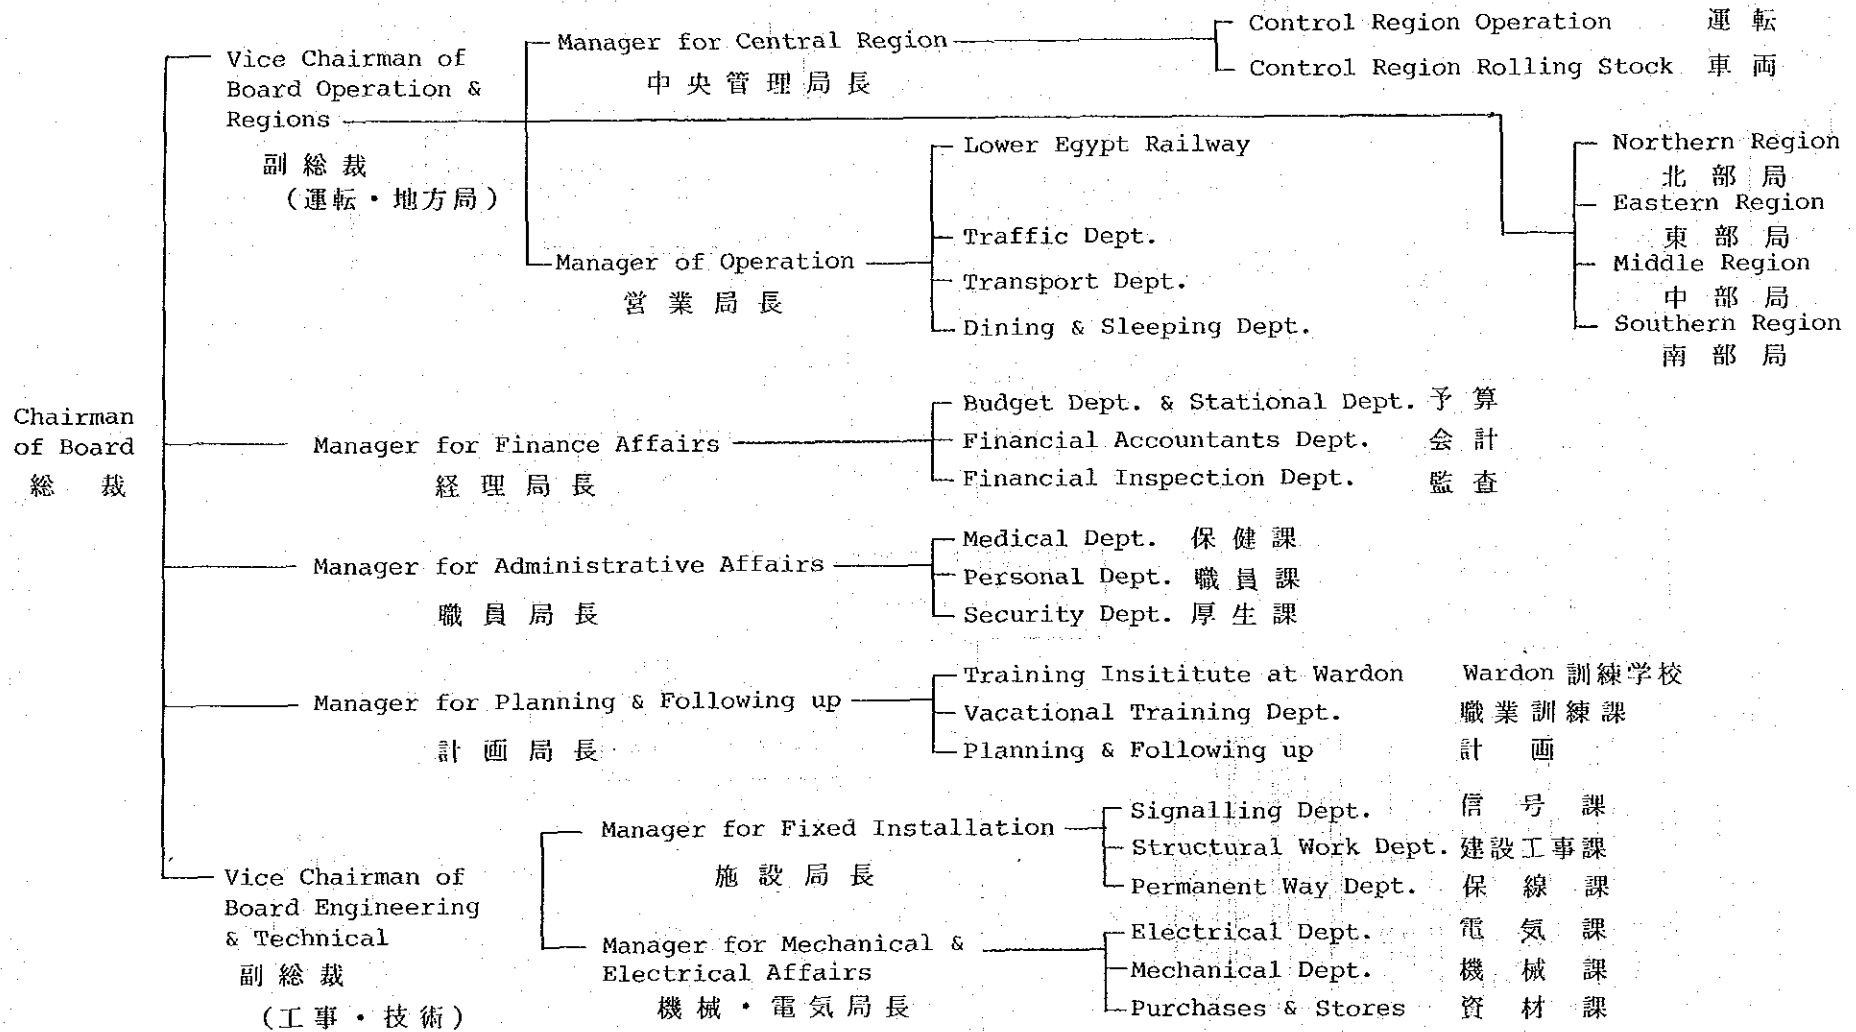 Chairman
of Board
総 裁
Vice Chairman of
Board Operation &
Regions
副 総 裁
（運転・地方局）
Manager for Central Region
中 央 管 理 局 長
Control Region Operation 運 転
Control Region Rolling Stock 車 両
Manager of Operation
営 業 局 長
Lower Egypt Railway
Traffic Dept.
Transport Dept.
Dining & Sleeping Dept.
Northern Region
北 部 局
Eastern Region
東 部 局
Middle Region
中 部 局
Southern Region
南 部 局
Manager for Finance Affairs
経 理 局 長
Budget Dept. & Stational Dept. 予 算
Financial Accountants Dept. 会 計
Financial Inspection Dept. 監 査
Manager for Administrative Affairs
職 員 局 長
Medical Dept. 保 健 課
Personal Dept. 職 員 課
Security Dept. 厚 生 課
Manager for Planning & Following up
計 画 局 長
Training Insititute at Wardon Wardon 訓練学校
Vacational Training Dept. 職業訓練課
Planning & Following up 計 画
Vice Chairman of
Board Engineering
& Technical
副 総 裁
（工事・技術）
Manager for Fixed Installation
施 設 局 長
Signalling Dept. 信 号 課
Structural Work Dept. 建設工事課
Permanent Way Dept. 保 線 課
Manager for Mechanical &
Electrical Affairs
機 械 ・ 電 気 局 長
Electrical Dept. 電 気 課
Mechanical Dept. 機 械 課
Purchases & Stores 資 材 課